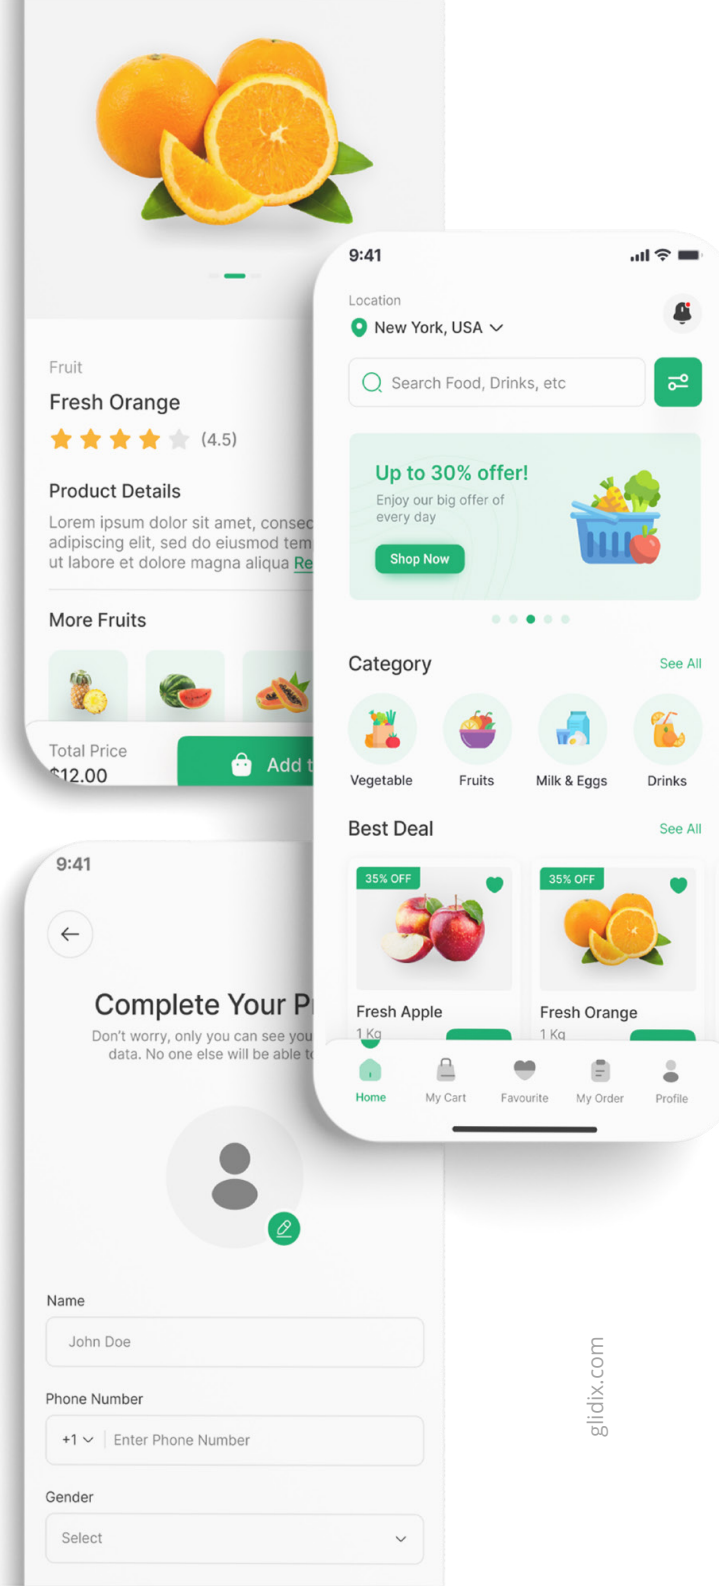 Fruit
Fresh Orange
(4.5)
Product Details
Lorem ipsum dolor sit amet, consec
adipiscing elit, sed do eiusmod tem
ut labore et dolore magna aliqua Re
More Fruits
Total Price
$12.00
Add t
9:41
Location
New York, USA
Search Food, Drinks, etc
Up to 30% offer!
Enjoy our big offer of
every day
Shop Now
Category
See All
Vegetable
Fruits
Milk & Eggs
Drinks
Best Deal
See All
35% OFF
35% OFF
Fresh Apple
Fresh Orange
1 Kg
1 Kg
Home
My Cart
Favourite
My Order
Profile
9:41
Complete Your P
Don't worry, only you can see you
data. No one else will be able t
Name
John Doe
Phone Number
+1
Enter Phone Number
Gender
Select
glidix.com